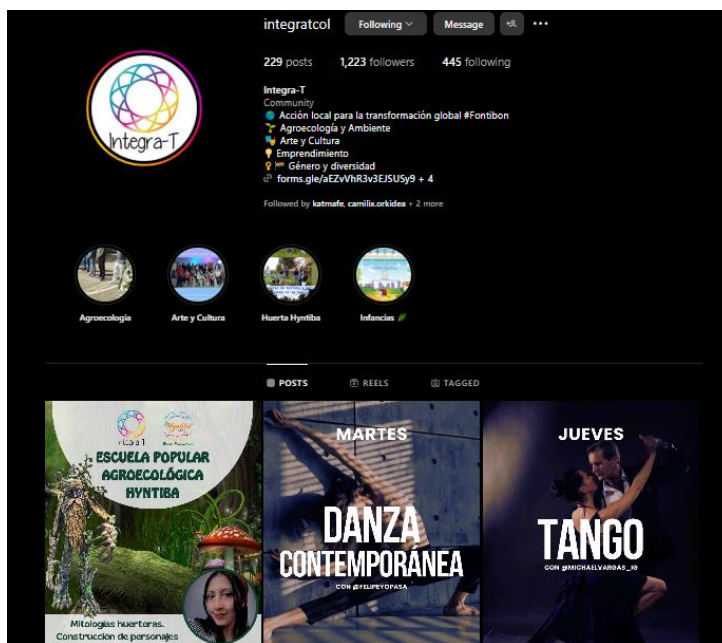 integratcol Following Message
229 posts 1,223 followers 445 following
Integra-T
Community
Acción local para la transformación global #Fontibon
Agroecología y Ambiente
Arte y Cultura
Emprendimiento
Género y diversidad
forms.gle/aEZvVhR3v3EJSUSy9 + 4
Followed by katmafe, camilix.orkidea + 2 more
Integra-T
Agroecología Arte y Cultura Huerta Hyntiba Infancias
POSTS REELS TAGGED
Integra-T
ESCUELA POPULAR
AGROECOLÓGICA
HYNTIBA
Mitologías huerteras.
Construcción de personajes
MARTES
DANZA
CONTEMPORÁNEA
CON @FELIPEYOPASA
JUEVES
TANGO
CON @MICHAELVARGAS_IG